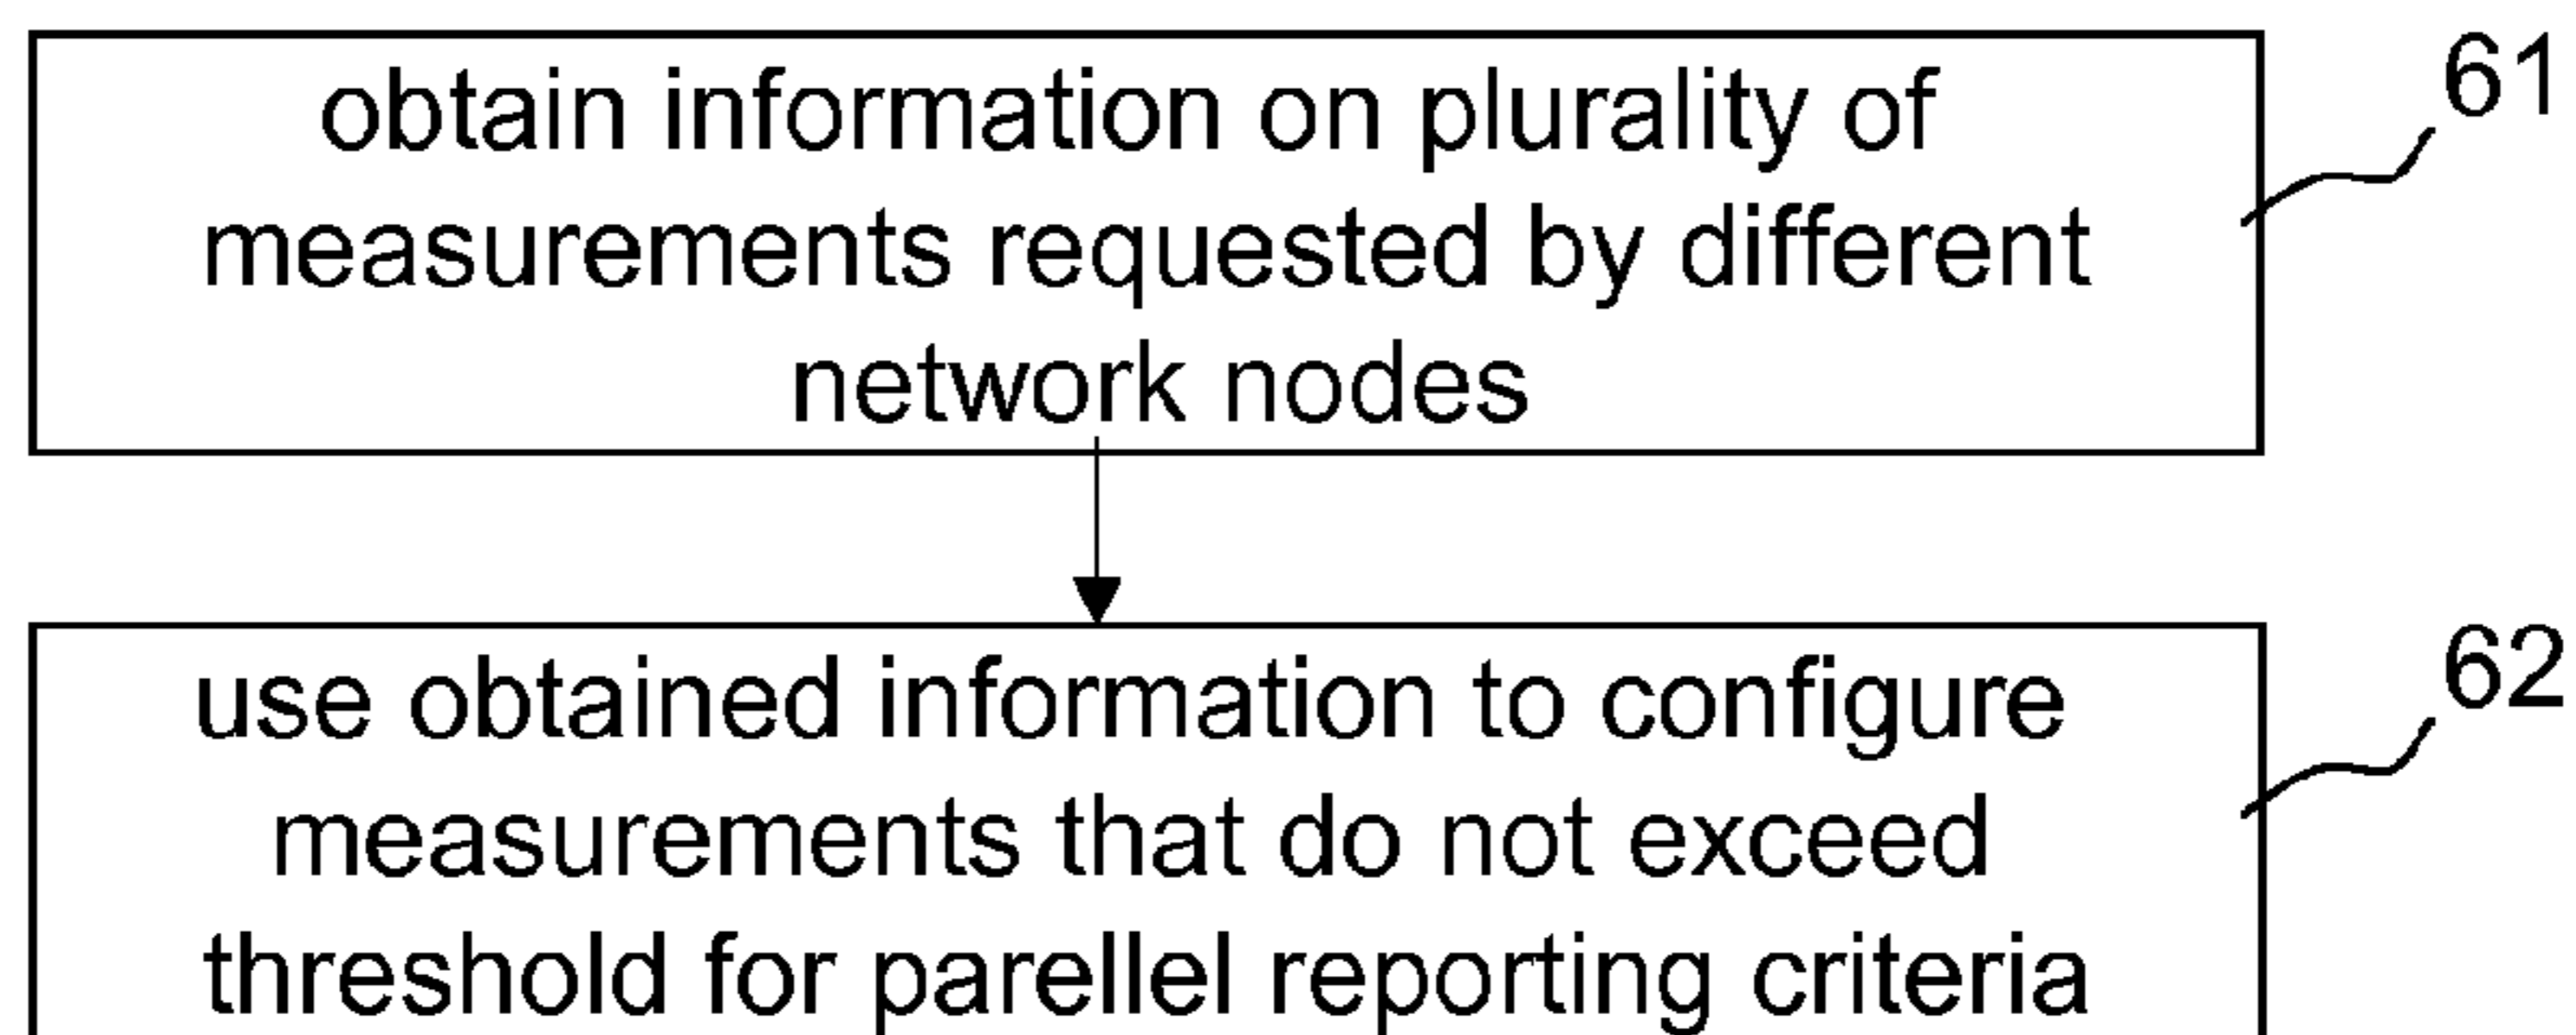 obtain information on plurality of
measurements requested by different
network nodes
61
use obtained information to configure
measurements that do not exceed
threshold for parellel reporting criteria
62